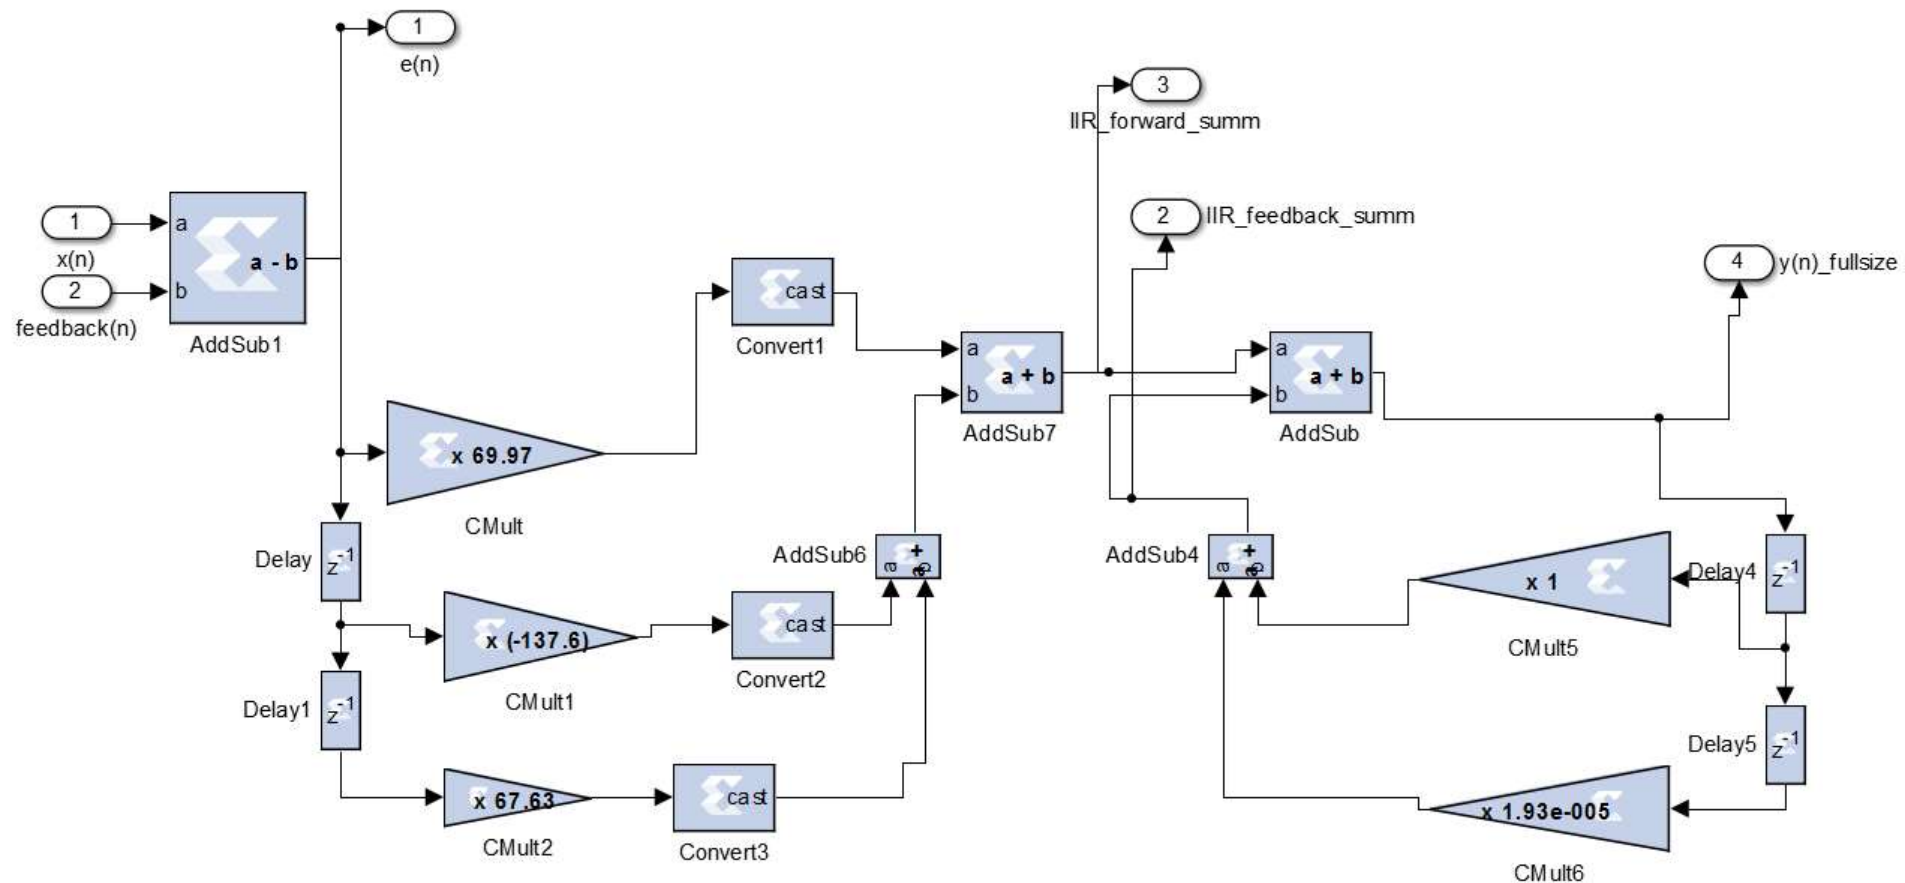 1
e(n)
3
IIR_forward_summ
1
x(n)
a
a - b
2
feedback(n)
b
AddSub1
2
IIR_feedback_summ
4
y(n)_fullsize
cast
Convert1
a
a + b
b
AddSub7
a
a + b
b
AddSub
x 69.97
CMult
Delay
z-1
AddSub6
a
+
b
AddSub4
a
+
b
x 1
CMult5
Delay4
z-1
x (-137.6)
CMult1
cast
Convert2
Delay1
z-1
Delay5
z-1
x 67.63
CMult2
cast
Convert3
x 1.93e-005
CMult6